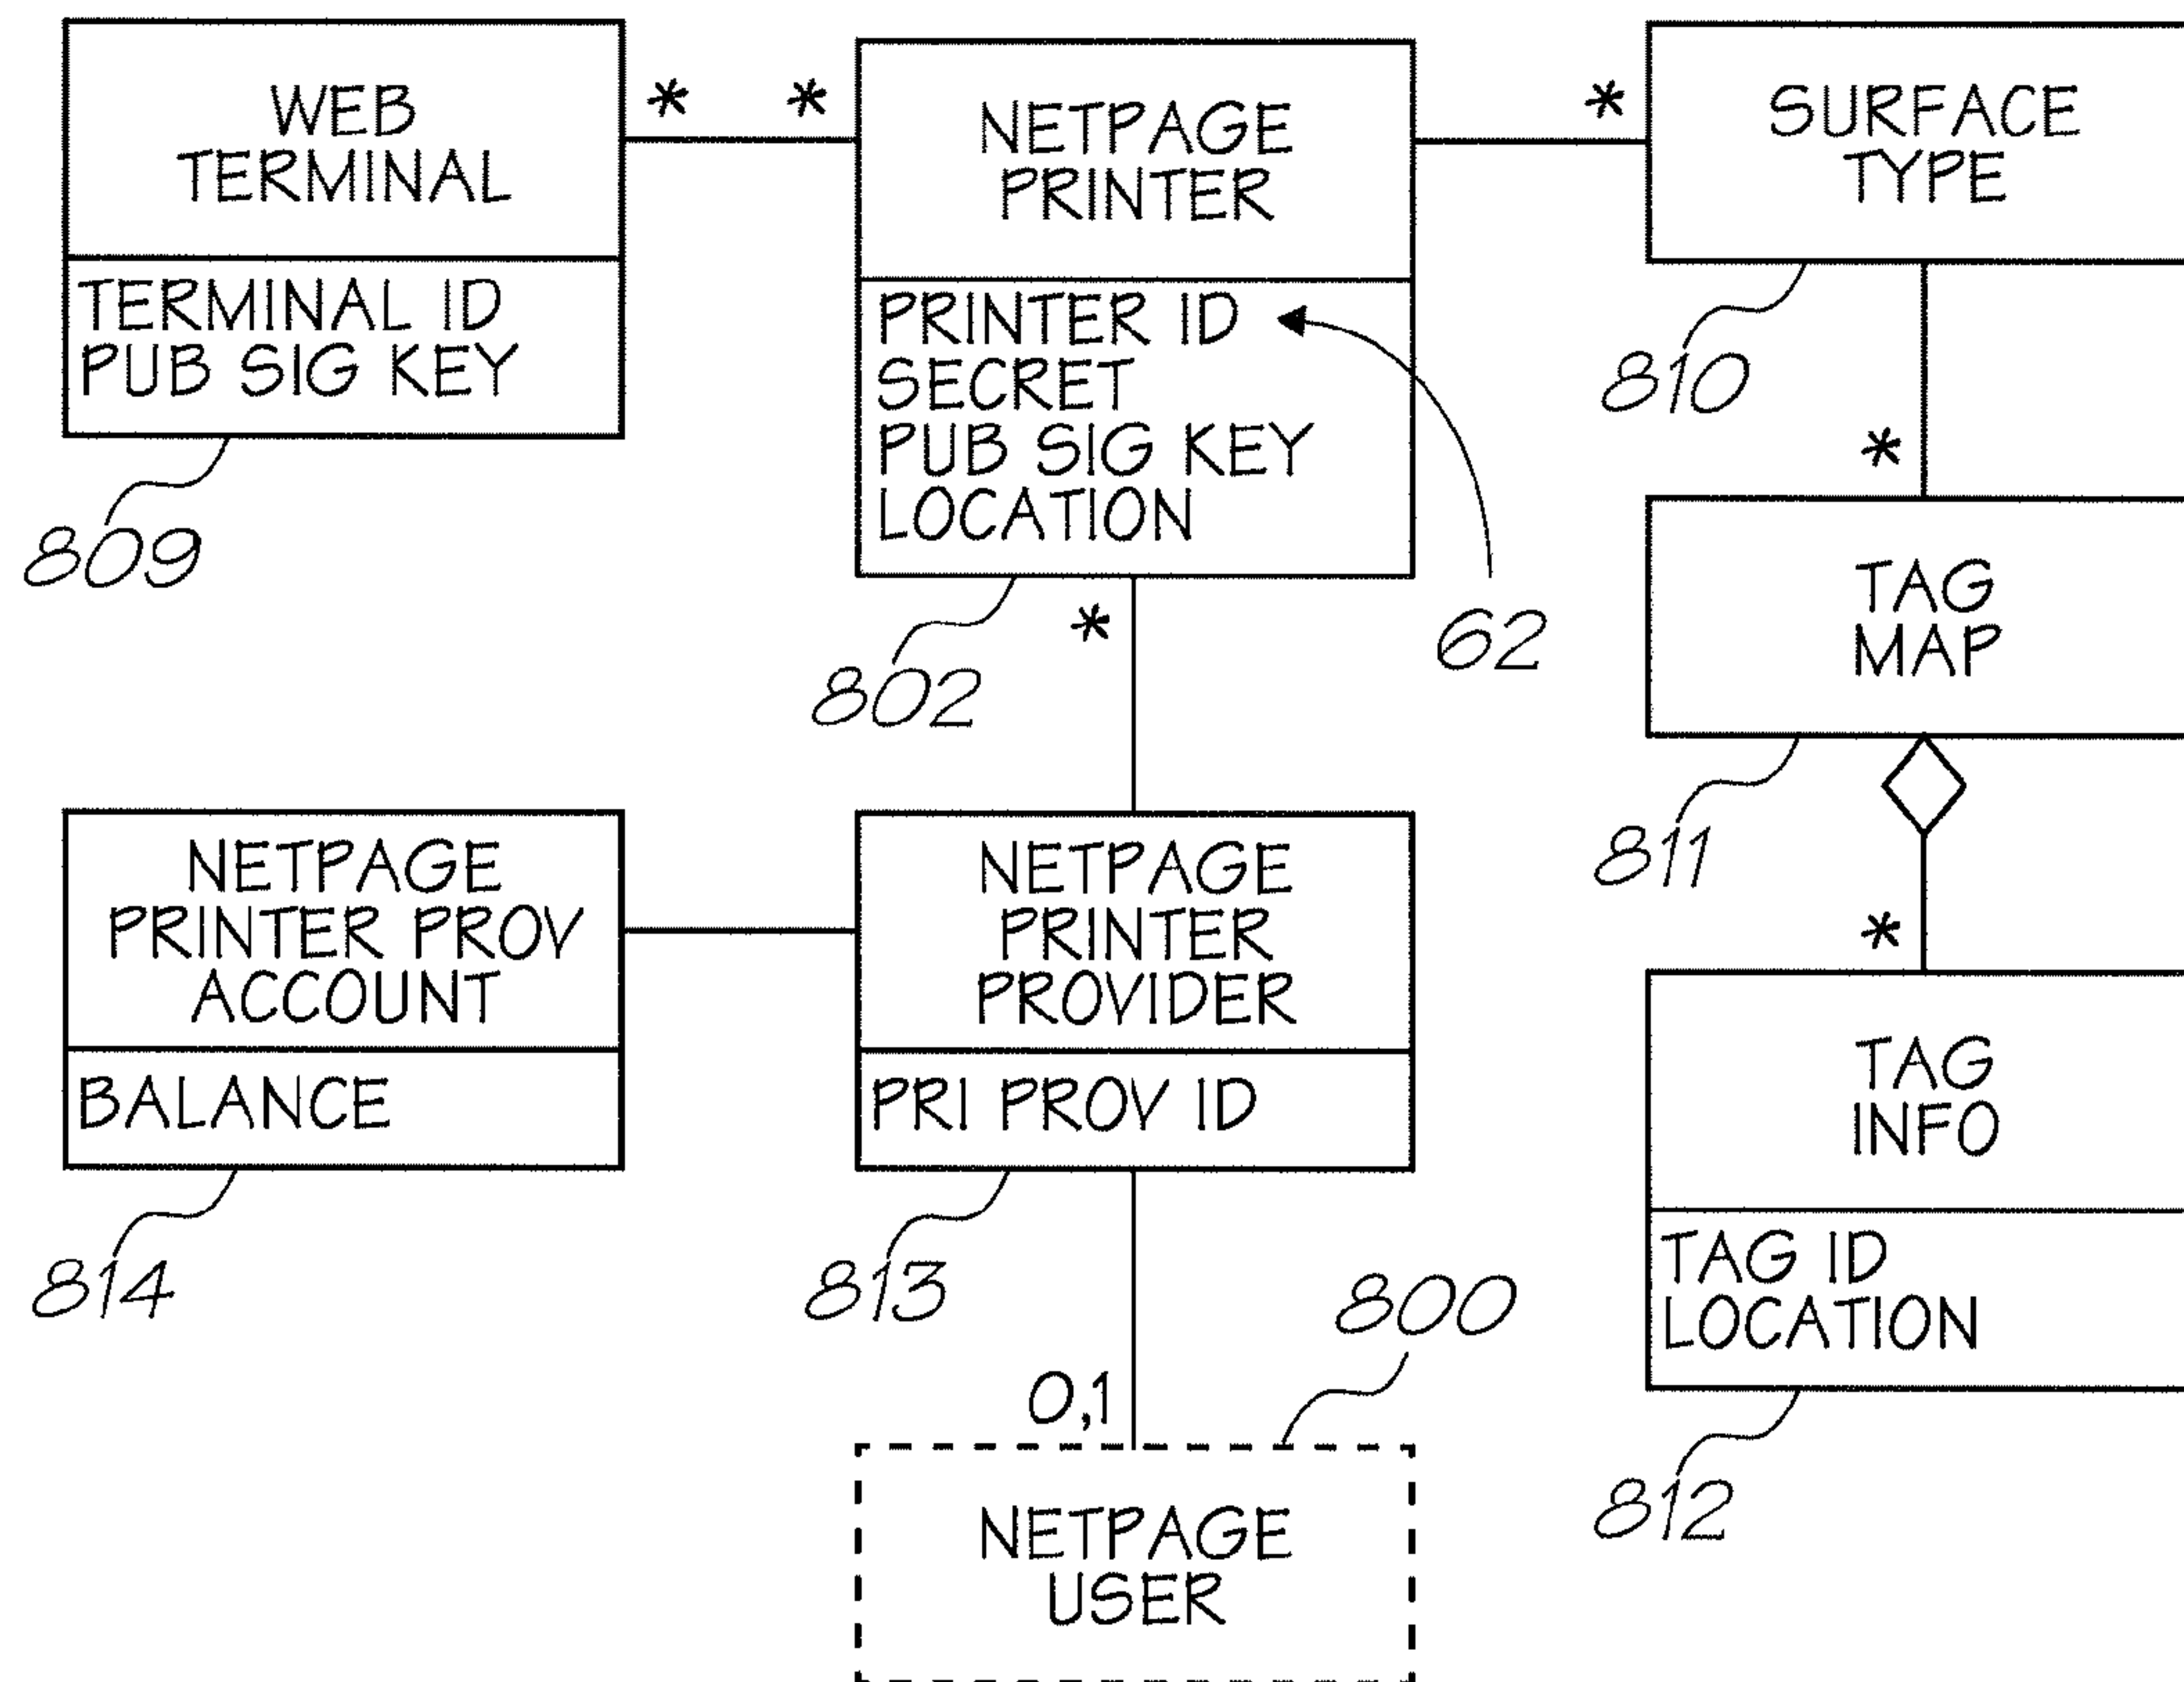 WEB
TERMINAL
TERMINAL ID
PUB SIG KEY
809
*
*
NETPAGE
PRINTER
PRINTER ID
SECRET
PUB SIG KEY
LOCATION
62
802
*
*
SURFACE
TYPE
810
*
TAG
MAP
811
*
TAG
INFO
TAG ID
LOCATION
812
NETPAGE
PRINTER PROV
ACCOUNT
BALANCE
814
NETPAGE
PRINTER
PROVIDER
PRI PROV ID
813
800
0,1
NETPAGE
USER